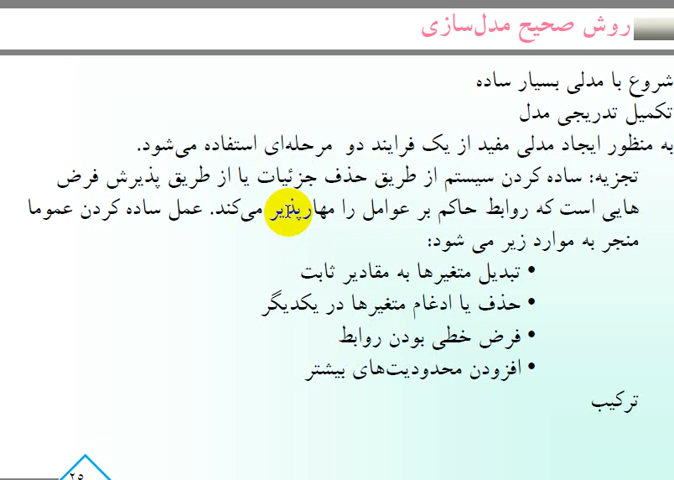 روش صحیح مدل‌سازی
شروع با مدلی بسیار ساده
تکمیل تدریجی مدل
به منظور ایجاد مدلی مفید از یک فرایند دو مرحله‌ای استفاده می‌شود.
تجزیه: ساده کردن سیستم از طریق حذف جزئیات یا از طریق پذیرش فرض
هایی است که روابط حاکم بر عوامل را مهارپذیر می‌کند. عمل ساده کردن عموما
منجر به موارد زیر می شود:
• تبدیل متغیرها به مقادیر ثابت
• حذف یا ادغام متغیرها در یکدیگر
• فرض خطی بودن روابط
• افزودن محدودیت‌های بیشتر
ترکیب
۲۵